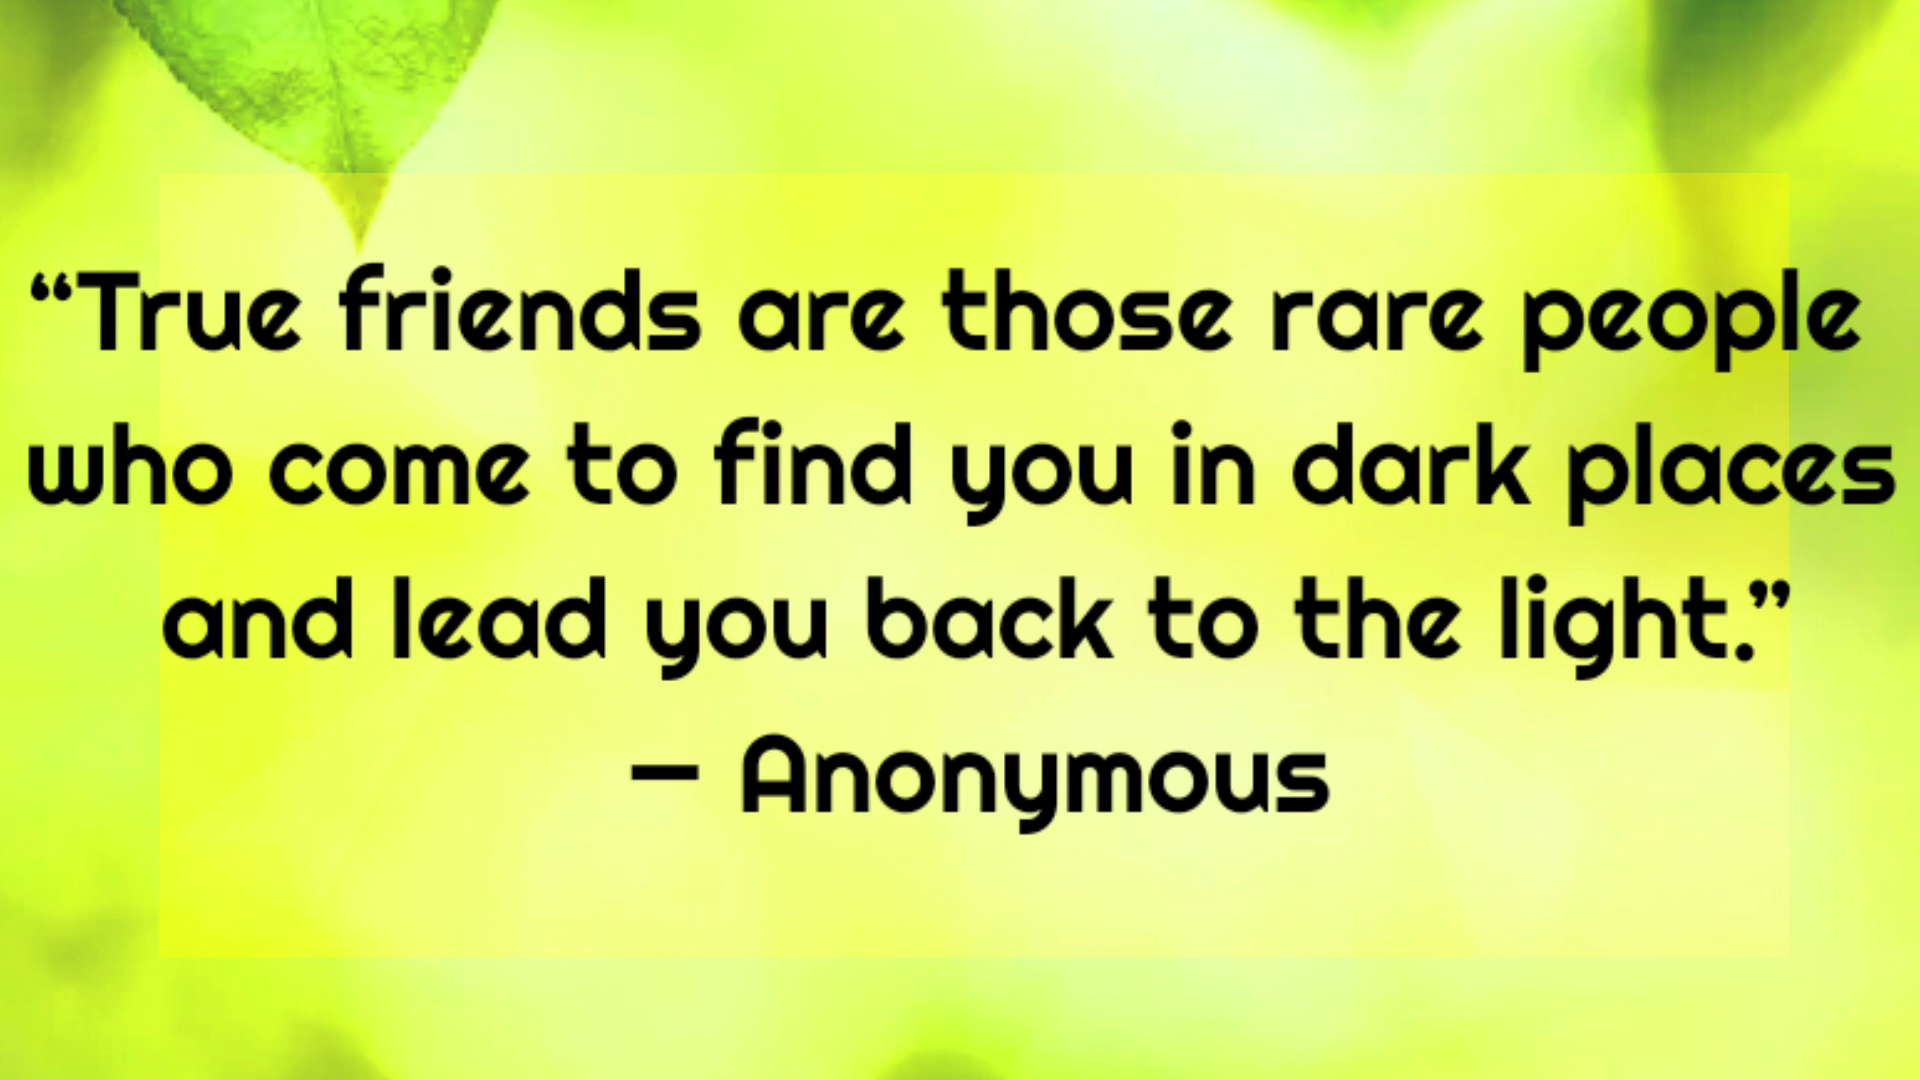 “True friends are those rare people
who come to find you in dark places
and lead you back to the light.”
— Anonymous